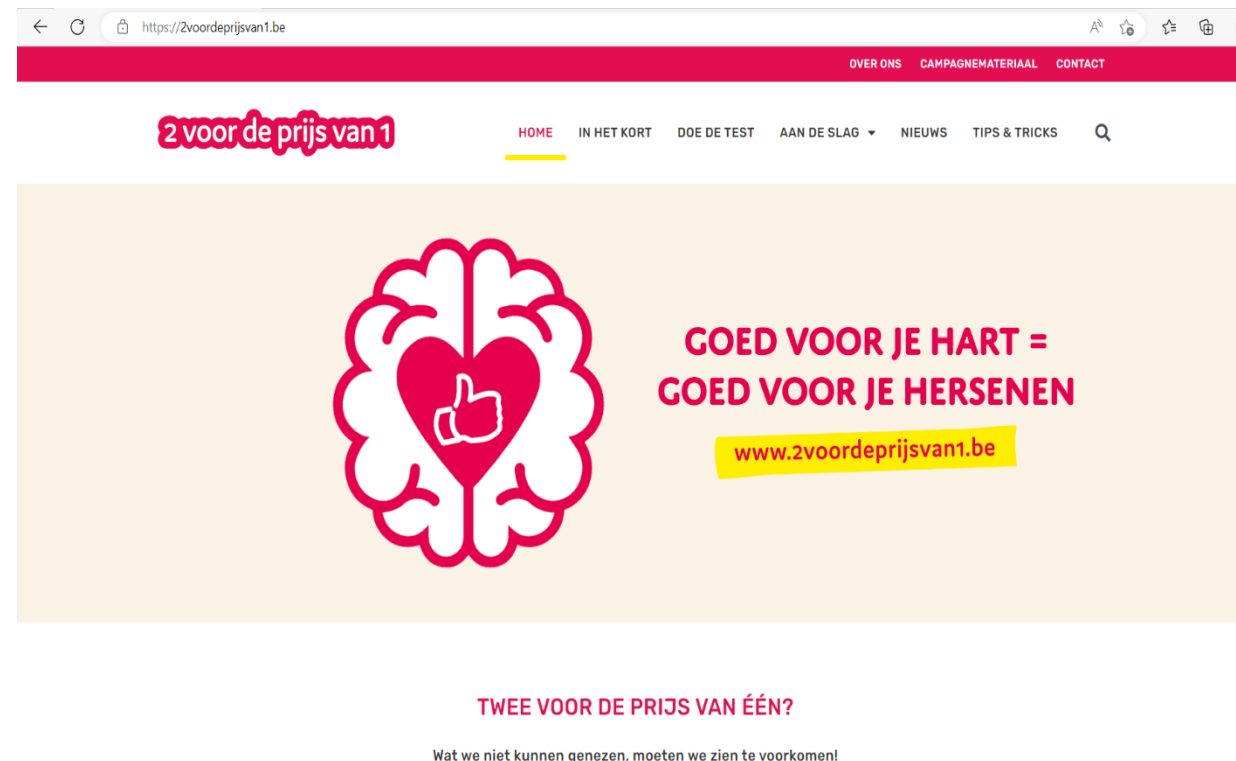 https://2voordeprijsvan1.be
OVER ONS CAMPAGNEMATERIAAL CONTACT
2 voor de prijs van 1
HOME IN HET KORT DOE DE TEST AAN DE SLAG NIEUWS TIPS & TRICKS
GOED VOOR JE HART =
GOED VOOR JE HERSENEN
www.2voordeprijsvan1.be
TWEE VOOR DE PRIJS VAN ÉÉN?
Wat we niet kunnen genezen, moeten we zien te voorkomen!